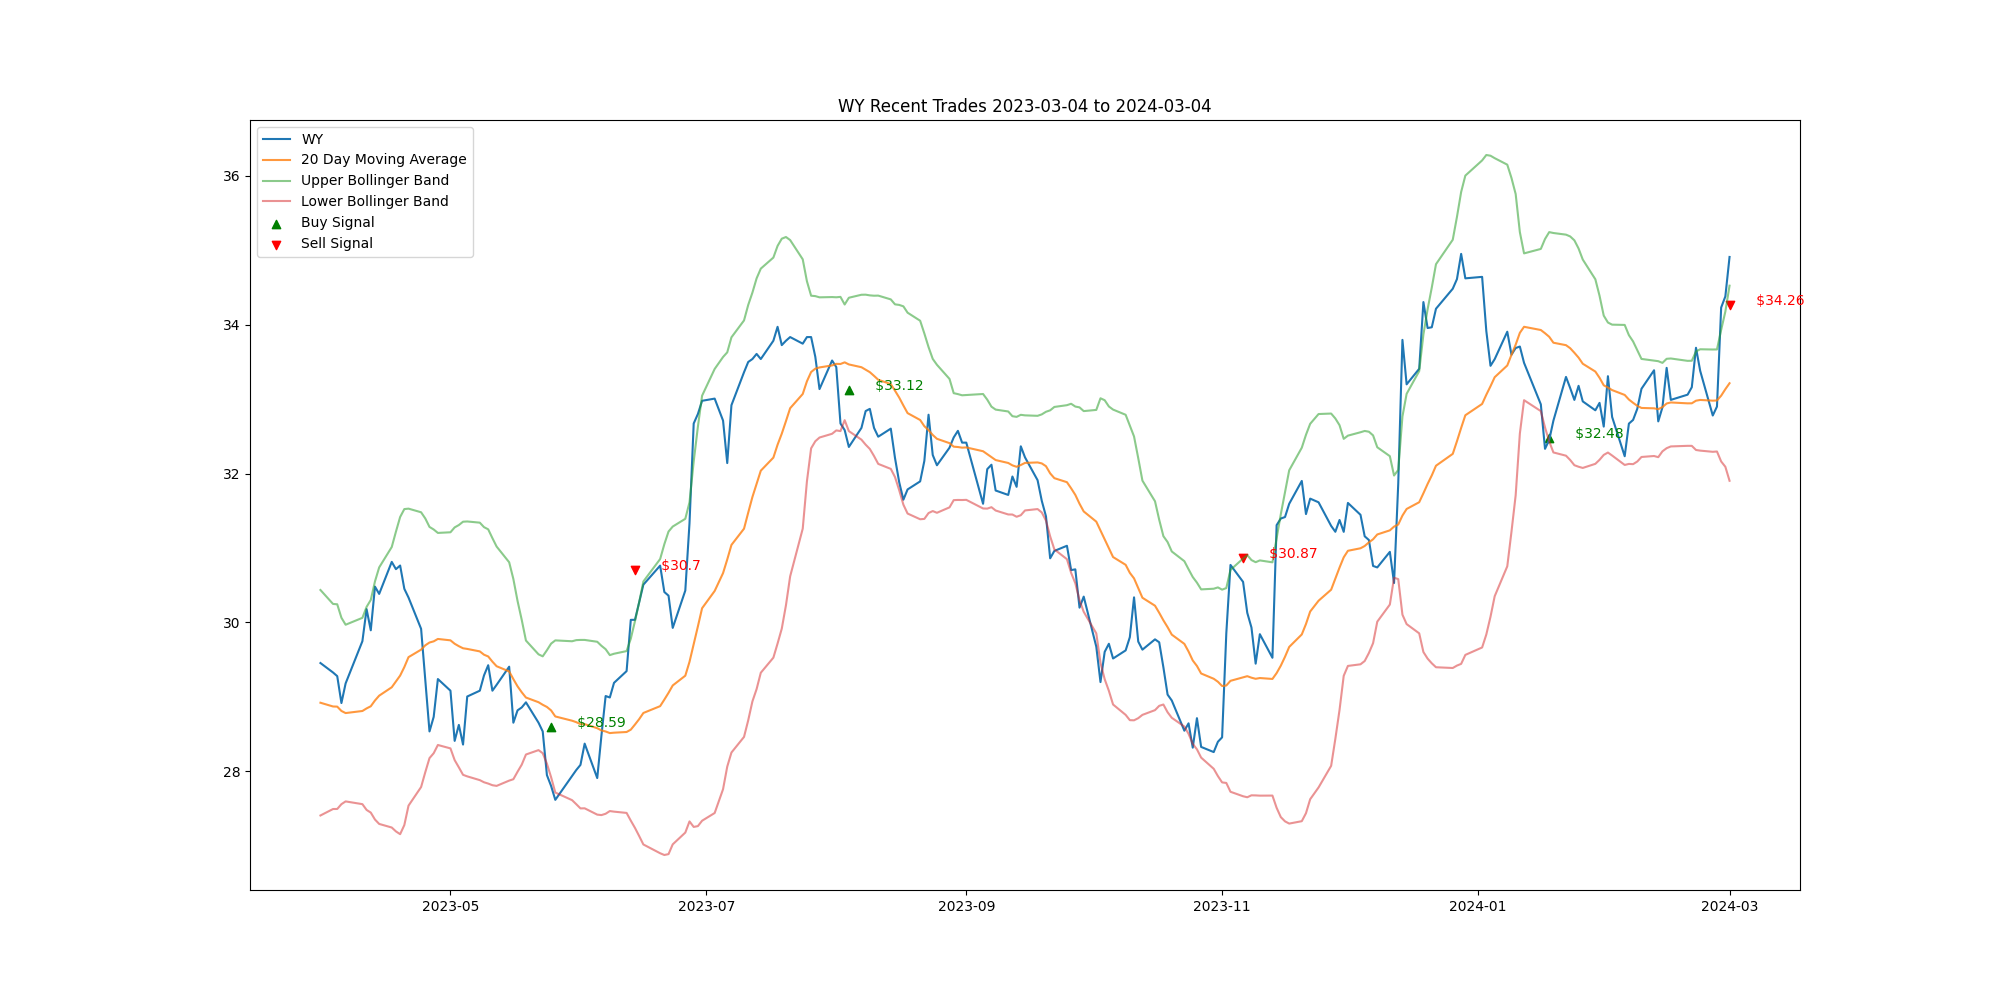 WY Recent Trades 2023-03-04 to 2024-03-04
WY
20 Day Moving Average
Upper Bollinger Band
Lower Bollinger Band
Buy Signal
Sell Signal
36
34
32
30
28
$34.26
$33.12
$32.48
$30.7
$30.87
$28.59
2023-05 2023-07 2023-09 2023-11 2024-01 2024-03